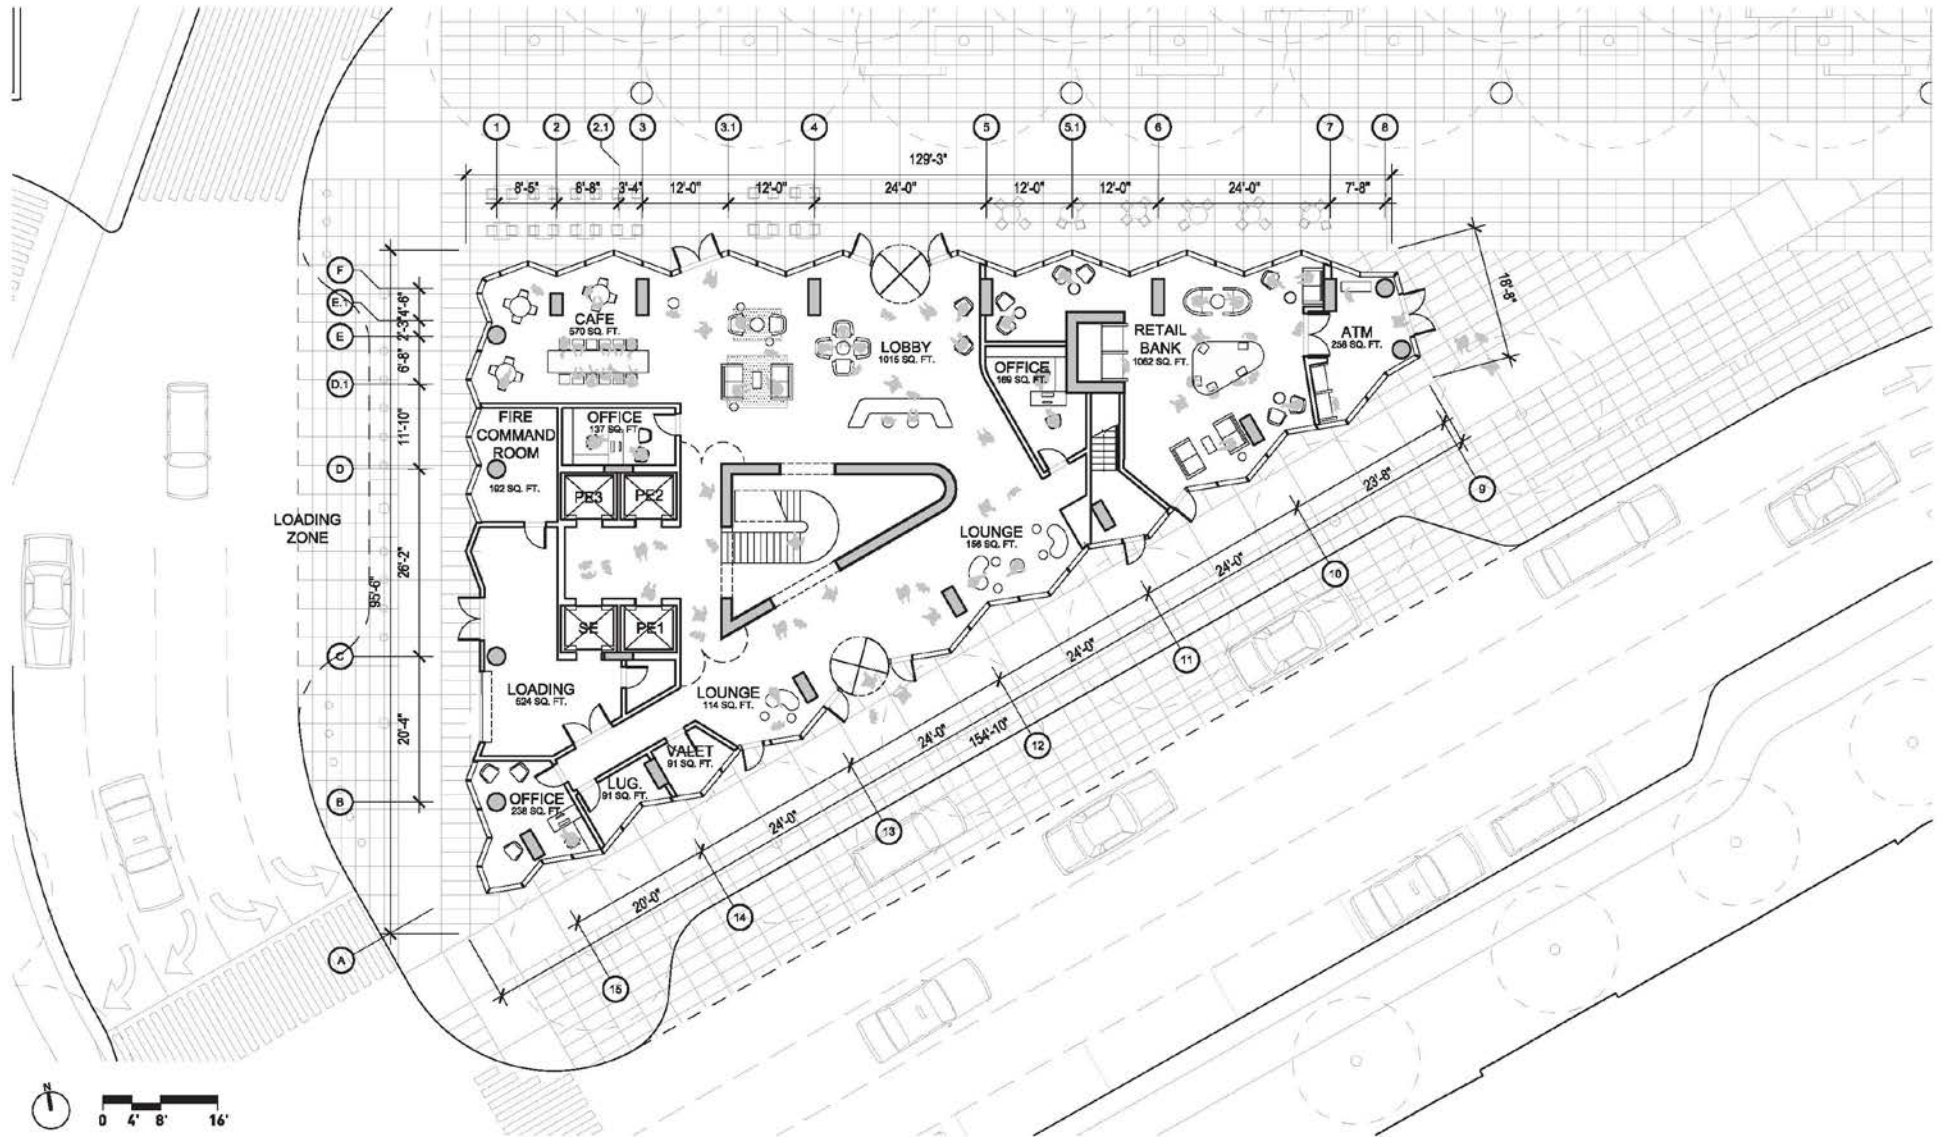 1 2 2.1 3 3.1 4 5 5.1 6 7 8
129'-3"
8'-5" 6'-8" 3'-4" 12'-0" 12'-0" 24'-0" 12'-0" 12'-0" 24'-0" 7'-8"
18'-8"
F
E.1
E
D.1
D
C
B
A
4'-6"
2'-3"
6'-8"
11'-10"
26'-2"
95'-6"
20'-4"
CAFE
570 SQ. FT.
LOBBY
1015 SQ. FT.
RETAIL
BANK
1062 SQ. FT.
ATM
258 SQ. FT.
OFFICE
169 SQ. FT.
FIRE
COMMAND
ROOM
192 SQ. FT.
OFFICE
137 SQ. FT.
PE3
PE2
LOADING
ZONE
LOUNGE
156 SQ. FT.
SE
PE1
LOADING
524 SQ. FT.
LOUNGE
114 SQ. FT.
VALET
91 SQ. FT.
LUG.
91 SQ. FT.
OFFICE
238 SQ. FT.
23'-8"
24'-0"
24'-0"
24'-0"
154'-10"
24'-0"
20'-0"
9
10
11
12
13
14
15
N
0 4' 8' 16'